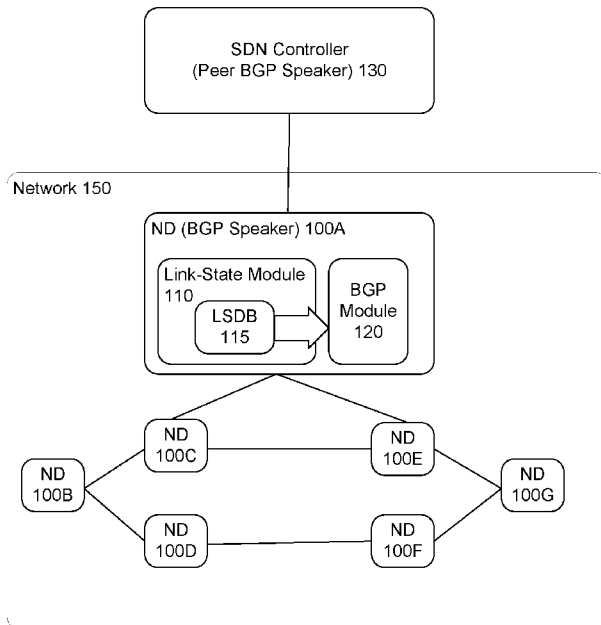 SDN Controller
(Peer BGP Speaker) 130
Network 150
ND (BGP Speaker) 100A
Link-State Module
110
LSDB
115
BGP
Module
120
ND
100C
ND
100E
ND
100B
ND
100G
ND
100D
ND
100F